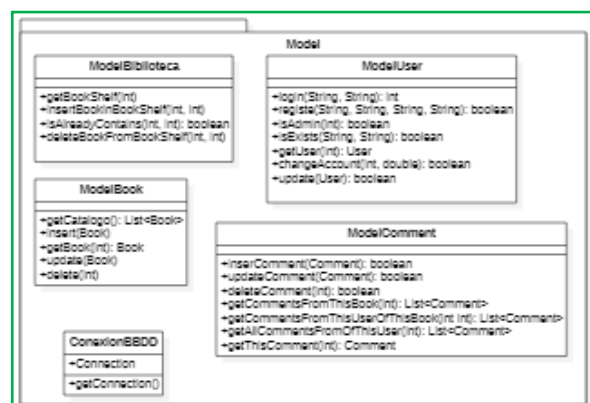 Model
ModelBiblioteca
+getBookShelf(int)
+insertBookInBookShelf(int, int)
+isAlreadyContains(int, int): boolean
+deleteBookFromBookShelf(int, int)
ModelUser
+login(String, String): int
+registe(String, String, String, String): boolean
+isAdmin(int): boolean
+isExists(String, String): boolean
+getUser(int): User
+changeAccount(int, double): boolean
+update(User): boolean
ModelBook
+getCatalogo(): List<Book>
+insert(Book)
+getBook(int): Book
+update(Book)
+delete(int)
ModelComment
+inserComment(Comment): boolean
+updateComment(Comment): boolean
+deleteComment(int): boolean
+getCommentsFromThisBook(int): List<Comment>
+getCommentsFromThisUserOfThisBook(int int): List<Comment>
+getAllCommentsFromOfThisUser(int): List<Comment>
+getThisComment(int): Comment
ConexionBBDD
+Connection
+getConnection()